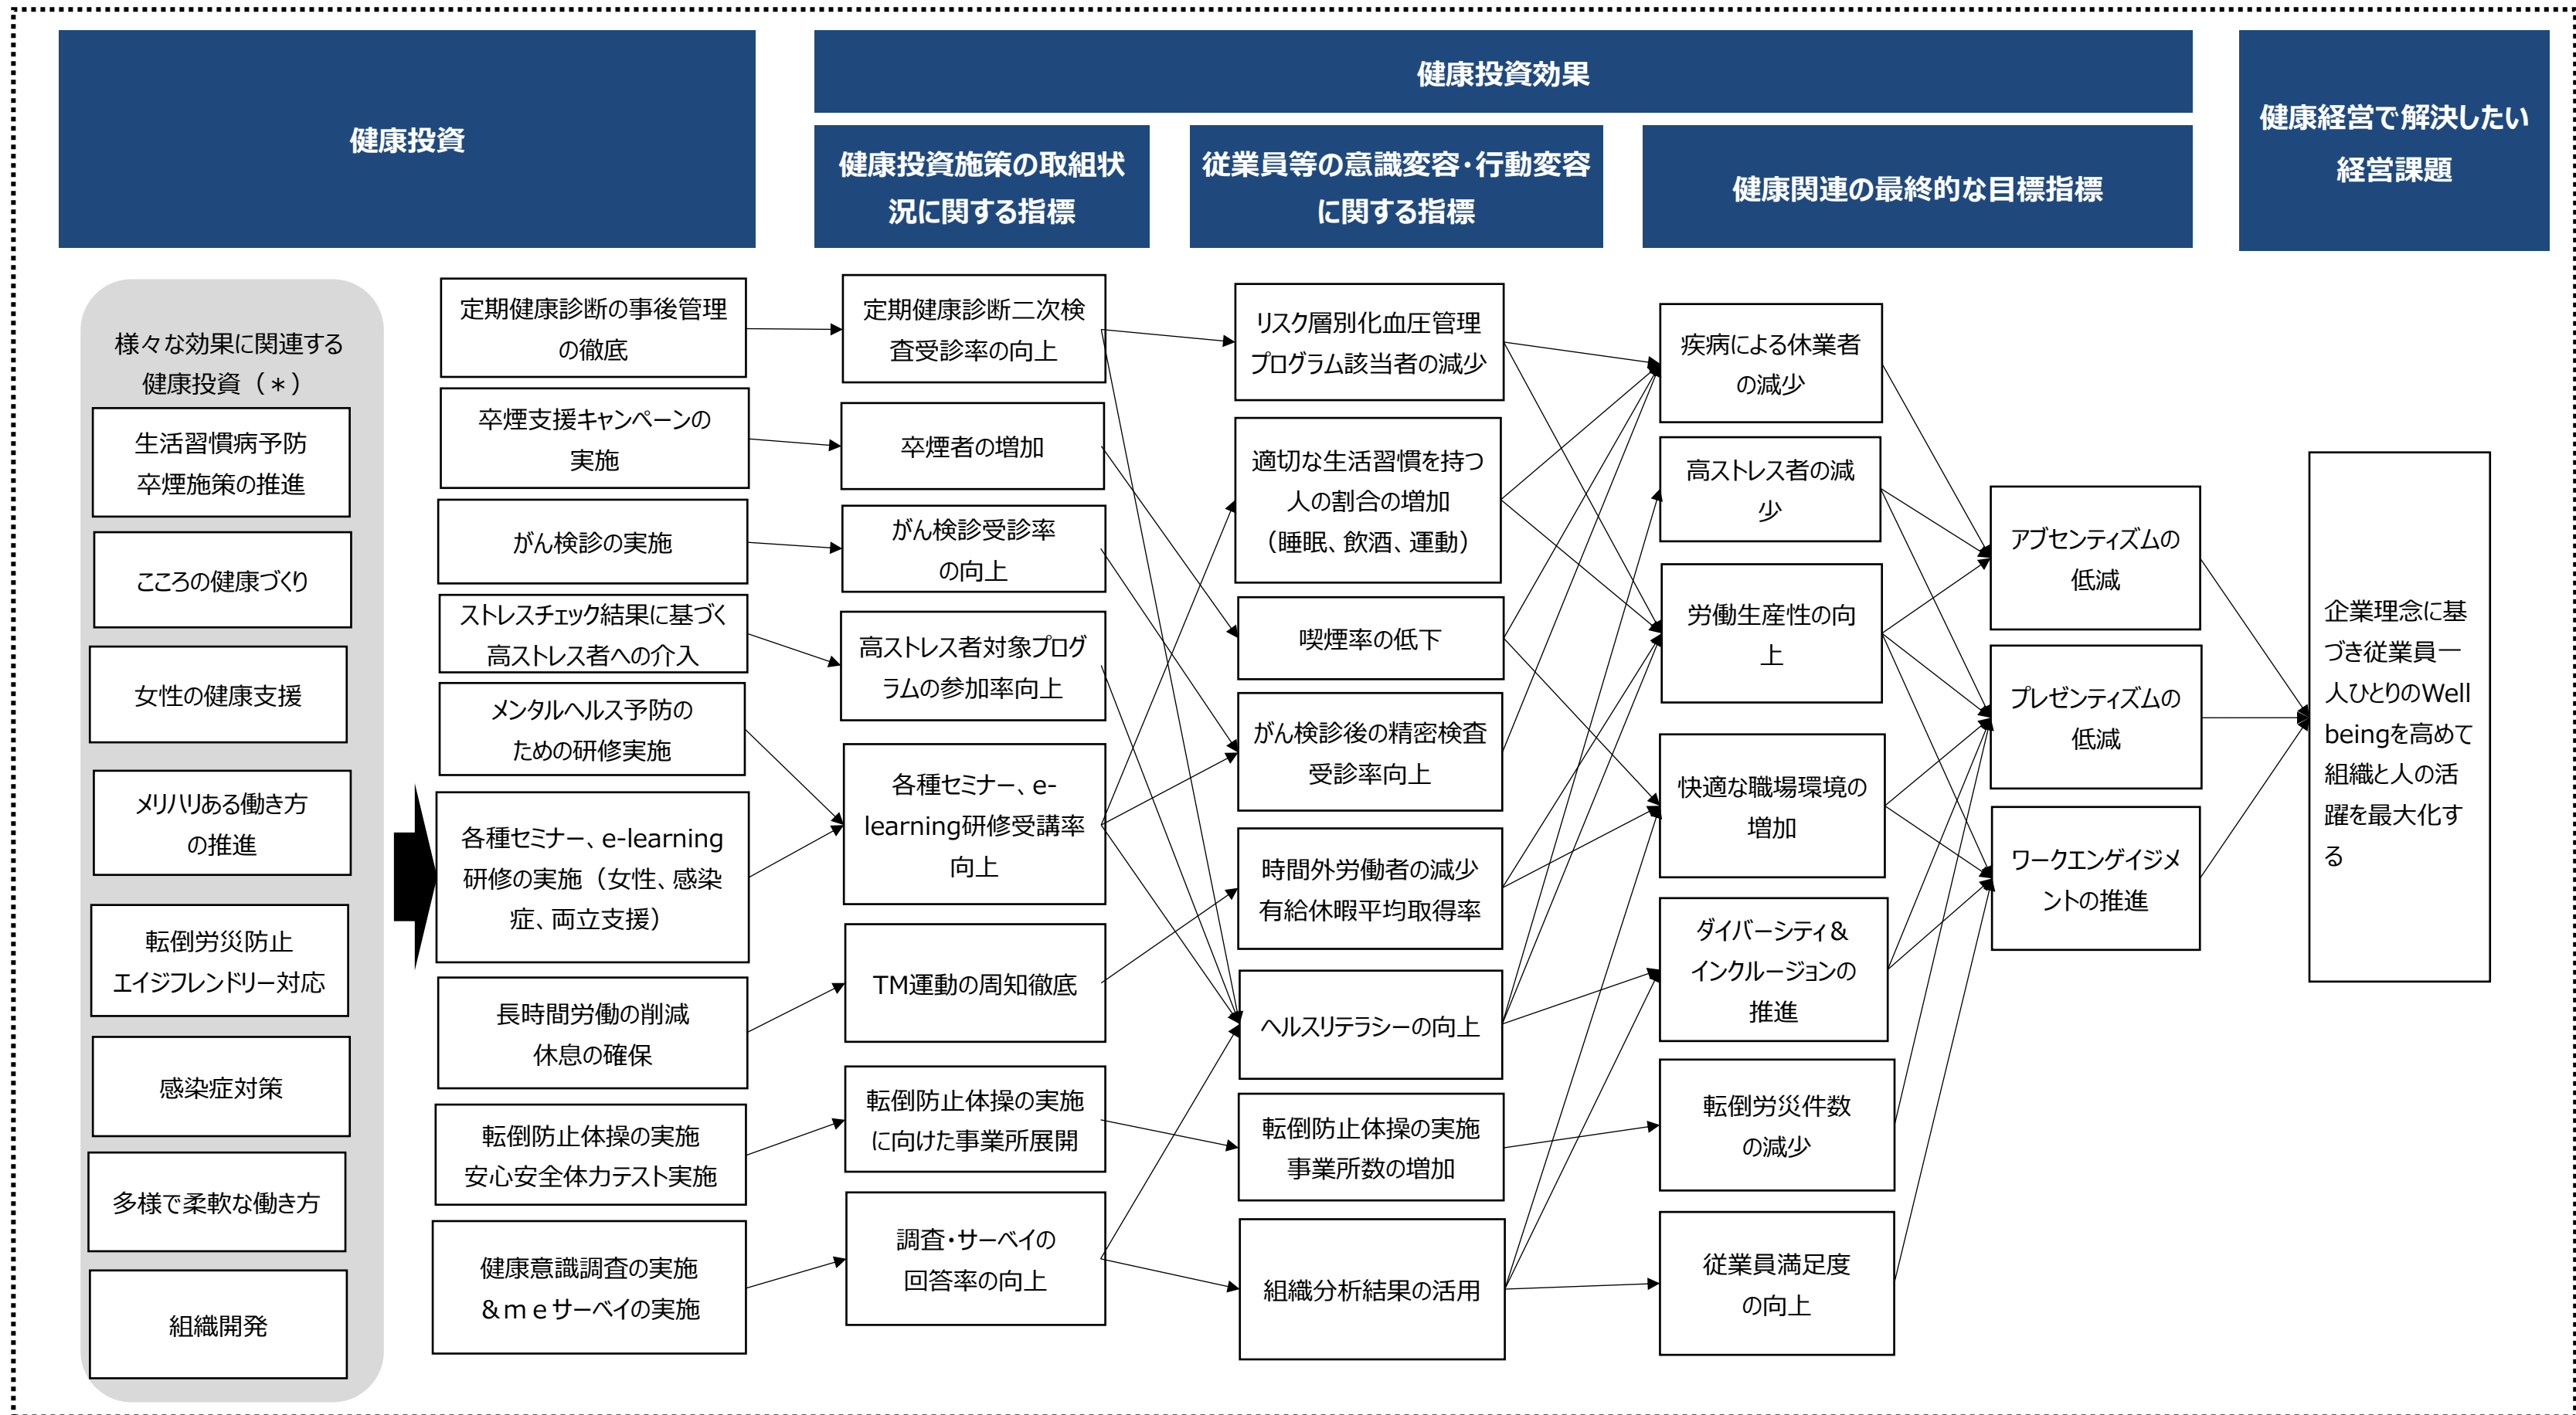 健康投資
健康投資効果
健康経営で解決したい
経営課題
健康投資施策の取組状
況に関する指標
従業員等の意識変容・行動変容
に関する指標
健康関連の最終的な目標指標
様々な効果に関連する
健康投資（＊）
生活習慣病予防
卒煙施策の推進
こころの健康づくり
女性の健康支援
メリハリある働き方
の推進
転倒労災防止
エイジフレンドリー対応
感染症対策
多様で柔軟な働き方
組織開発
定期健康診断の事後管理
の徹底
卒煙支援キャンペーンの
実施
がん検診の実施
ストレスチェック結果に基づく
高ストレス者への介入
メンタルヘルス予防の
ための研修実施
各種セミナー、e-learning
研修の実施（女性、感染
症、両立支援）
長時間労働の削減
休息の確保
転倒防止体操の実施
安心安全体力テスト実施
健康意識調査の実施
＆ｍｅサーベイの実施
定期健康診断二次検
査受診率の向上
卒煙者の増加
がん検診受診率
の向上
高ストレス者対象プログ
ラムの参加率向上
各種セミナー、e-
learning研修受講率
向上
TM運動の周知徹底
転倒防止体操の実施
に向けた事業所展開
調査・サーベイの
回答率の向上
リスク層別化血圧管理
プログラム該当者の減少
適切な生活習慣を持つ
人の割合の増加
（睡眠、飲酒、運動）
喫煙率の低下
がん検診後の精密検査
受診率向上
時間外労働者の減少
有給休暇平均取得率
ヘルスリテラシーの向上
転倒防止体操の実施
事業所数の増加
組織分析結果の活用
疾病による休業者
の減少
高ストレス者の減
少
労働生産性の向
上
快適な職場環境の
増加
ダイバーシティ＆
インクルージョンの
推進
転倒労災件数
の減少
従業員満足度
の向上
アブセンティズムの
低減
プレゼンティズムの
低減
ワークエンゲイジメ
ントの推進
企業理念に基
づき従業員一
人ひとりのWell
beingを高めて
組織と人の活
躍を最大化す
る